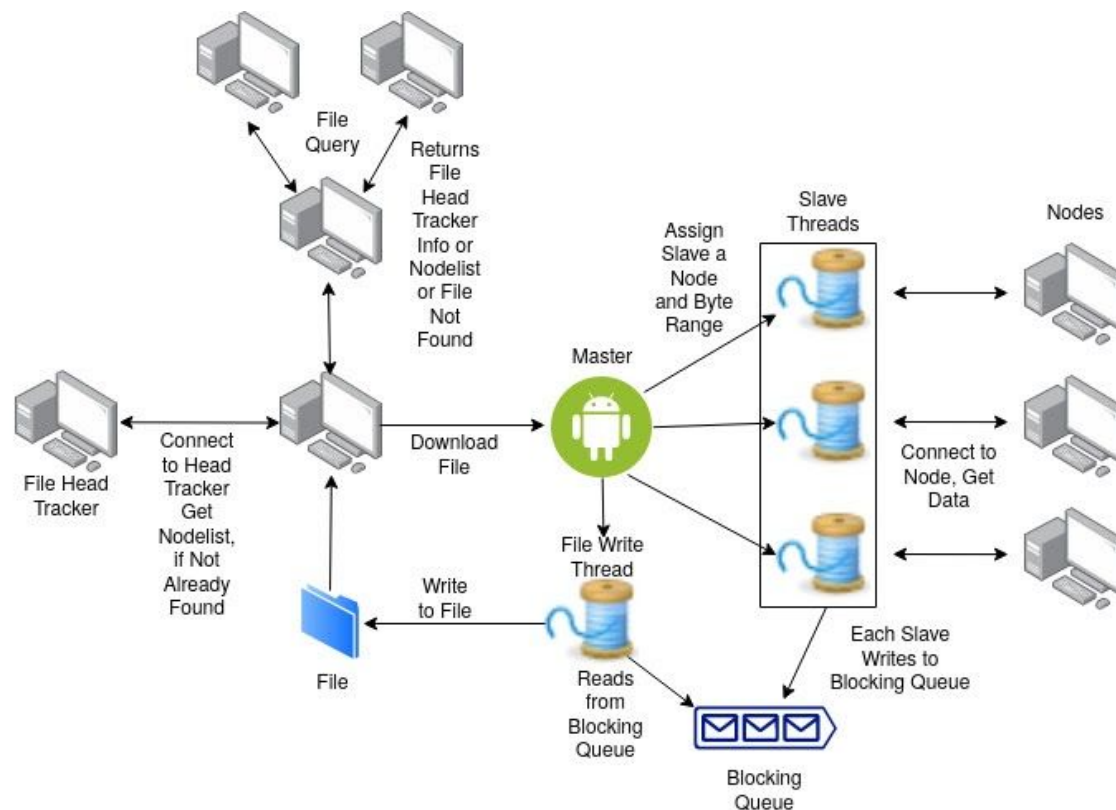 File
Query
Returns
File
Head
Tracker
Info or
Nodelist
or File
Not
Found
Assign
Slave a
Node
and Byte
Range
Slave
Threads
Nodes
Master
File Head
Tracker
Connect
to Head
Tracker
Get
Nodelist,
if Not
Already
Found
Download
File
Connect to
Node, Get
Data
File Write
Thread
Write
to File
File
Reads
from
Blocking
Queue
Each Slave
Writes to
Blocking Queue
Blocking
Queue